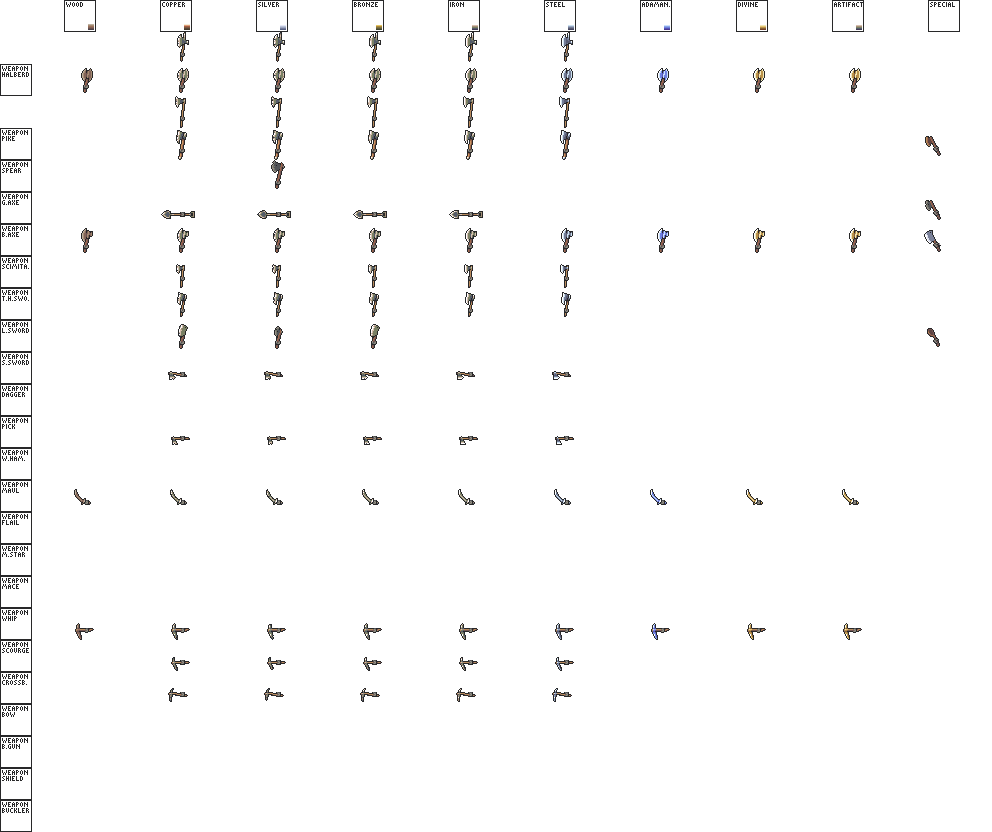 WOOD COPPER SILVER BRONZE IRON STEEL ADAMAN. DIVINE ARTIFACT SPECIAL
WEAPON
HALBERD
WEAPON
PIKE
WEAPON
SPEAR
WEAPON
G.AXE
WEAPON
B.AXE
WEAPON
SCIMITA.
WEAPON
T.H.SWO.
WEAPON
L.SWORD
WEAPON
S.SWORD
WEAPON
DAGGER
WEAPON
PICK
WEAPON
W.HAM.
WEAPON
MAUL
WEAPON
FLAIL
WEAPON
M.STAR
WEAPON
MACE
WEAPON
WHIP
WEAPON
SCOURGE
WEAPON
CROSSB.
WEAPON
BOW
WEAPON
B.GUN
WEAPON
SHIELD
WEAPON
BUCKLER